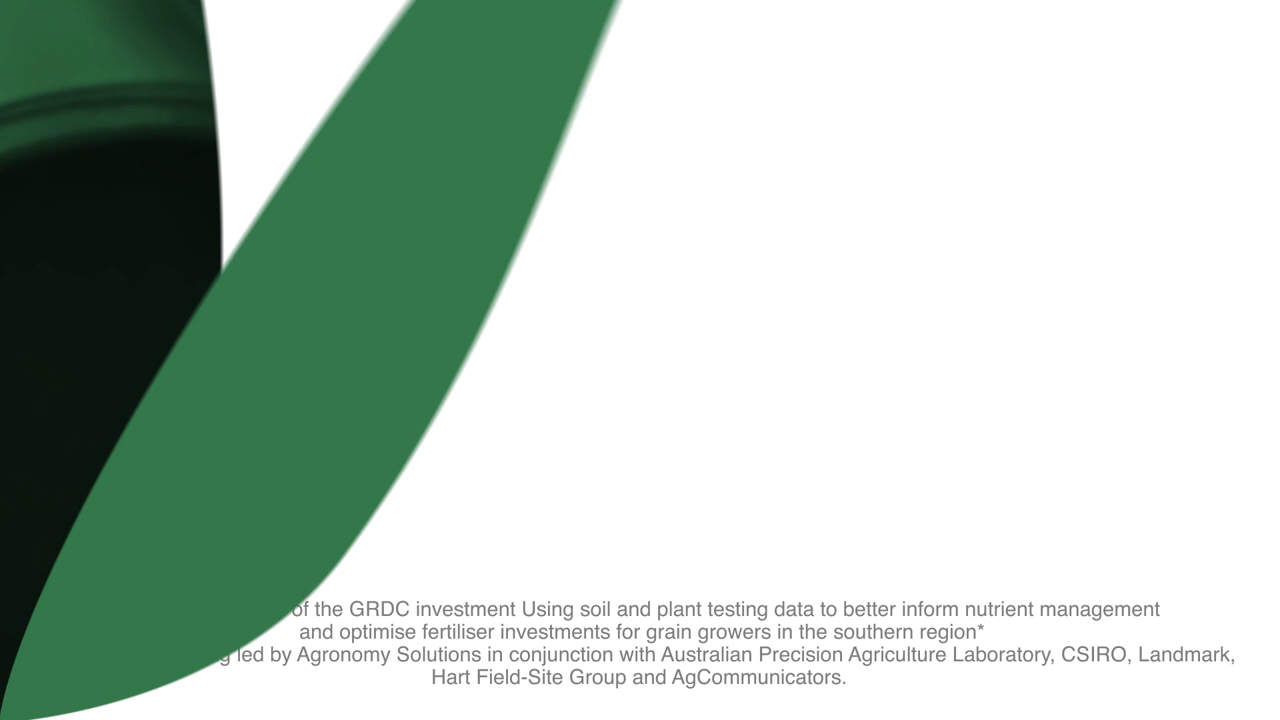 of the GRDC investment Using soil and plant testing data to better inform nutrient management
and optimise fertiliser investments for grain growers in the southern region*
led by Agronomy Solutions in conjunction with Australian Precision Agriculture Laboratory, CSIRO, Landmark,
Hart Field-Site Group and AgCommunicators.